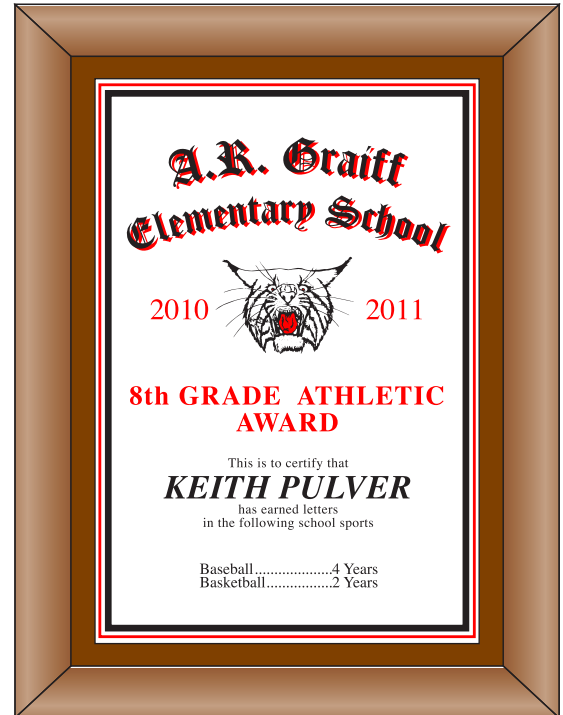 A.R. Graiff
Elementary School
2010 2011
8th GRADE ATHLETIC
AWARD
This is to certify that
KEITH PULVER
has earned letters
in the following school sports
Baseball....................4 Years
Basketball.................2 Years